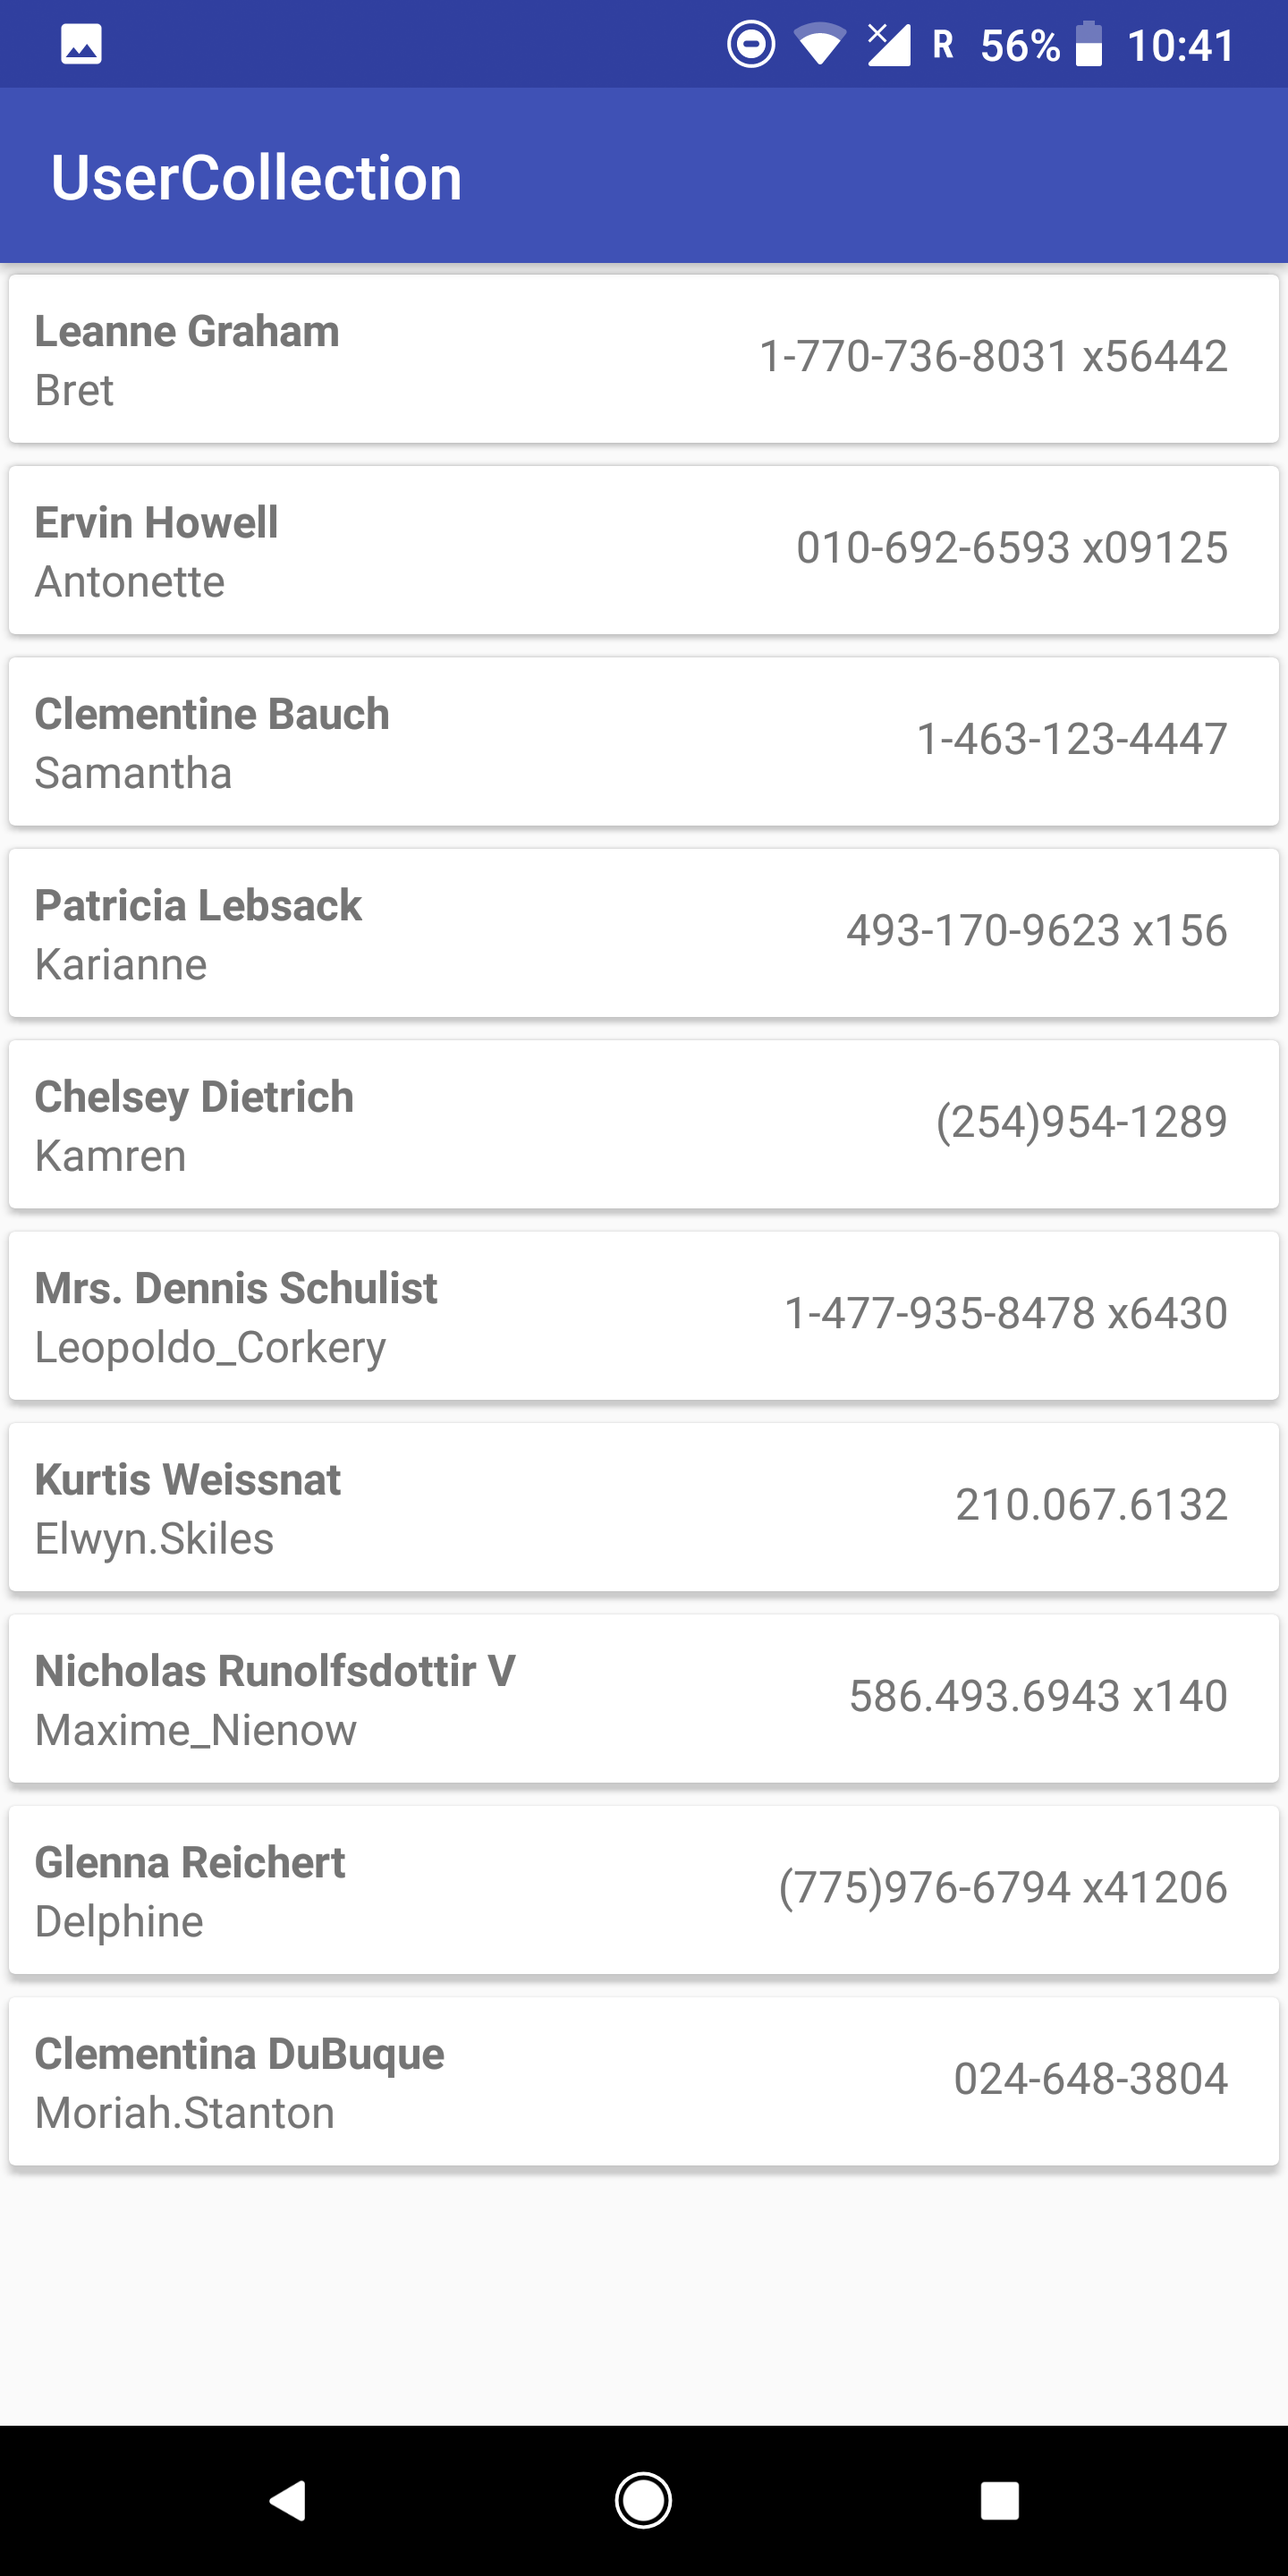 R 56% 10:41
UserCollection
Leanne Graham
1-770-736-8031 x56442
Bret
Ervin Howell
010-692-6593 x09125
Antonette
Clementine Bauch
1-463-123-4447
Samantha
Patricia Lebsack
493-170-9623 x156
Karianne
Chelsey Dietrich
(254)954-1289
Kamren
Mrs. Dennis Schulist
1-477-935-8478 x6430
Leopoldo_Corkery
Kurtis Weissnat
210.067.6132
Elwyn.Skiles
Nicholas Runolfsdottir V
586.493.6943 x140
Maxime_Nienow
Glenna Reichert
(775)976-6794 x41206
Delphine
Clementina DuBuque
024-648-3804
Moriah.Stanton